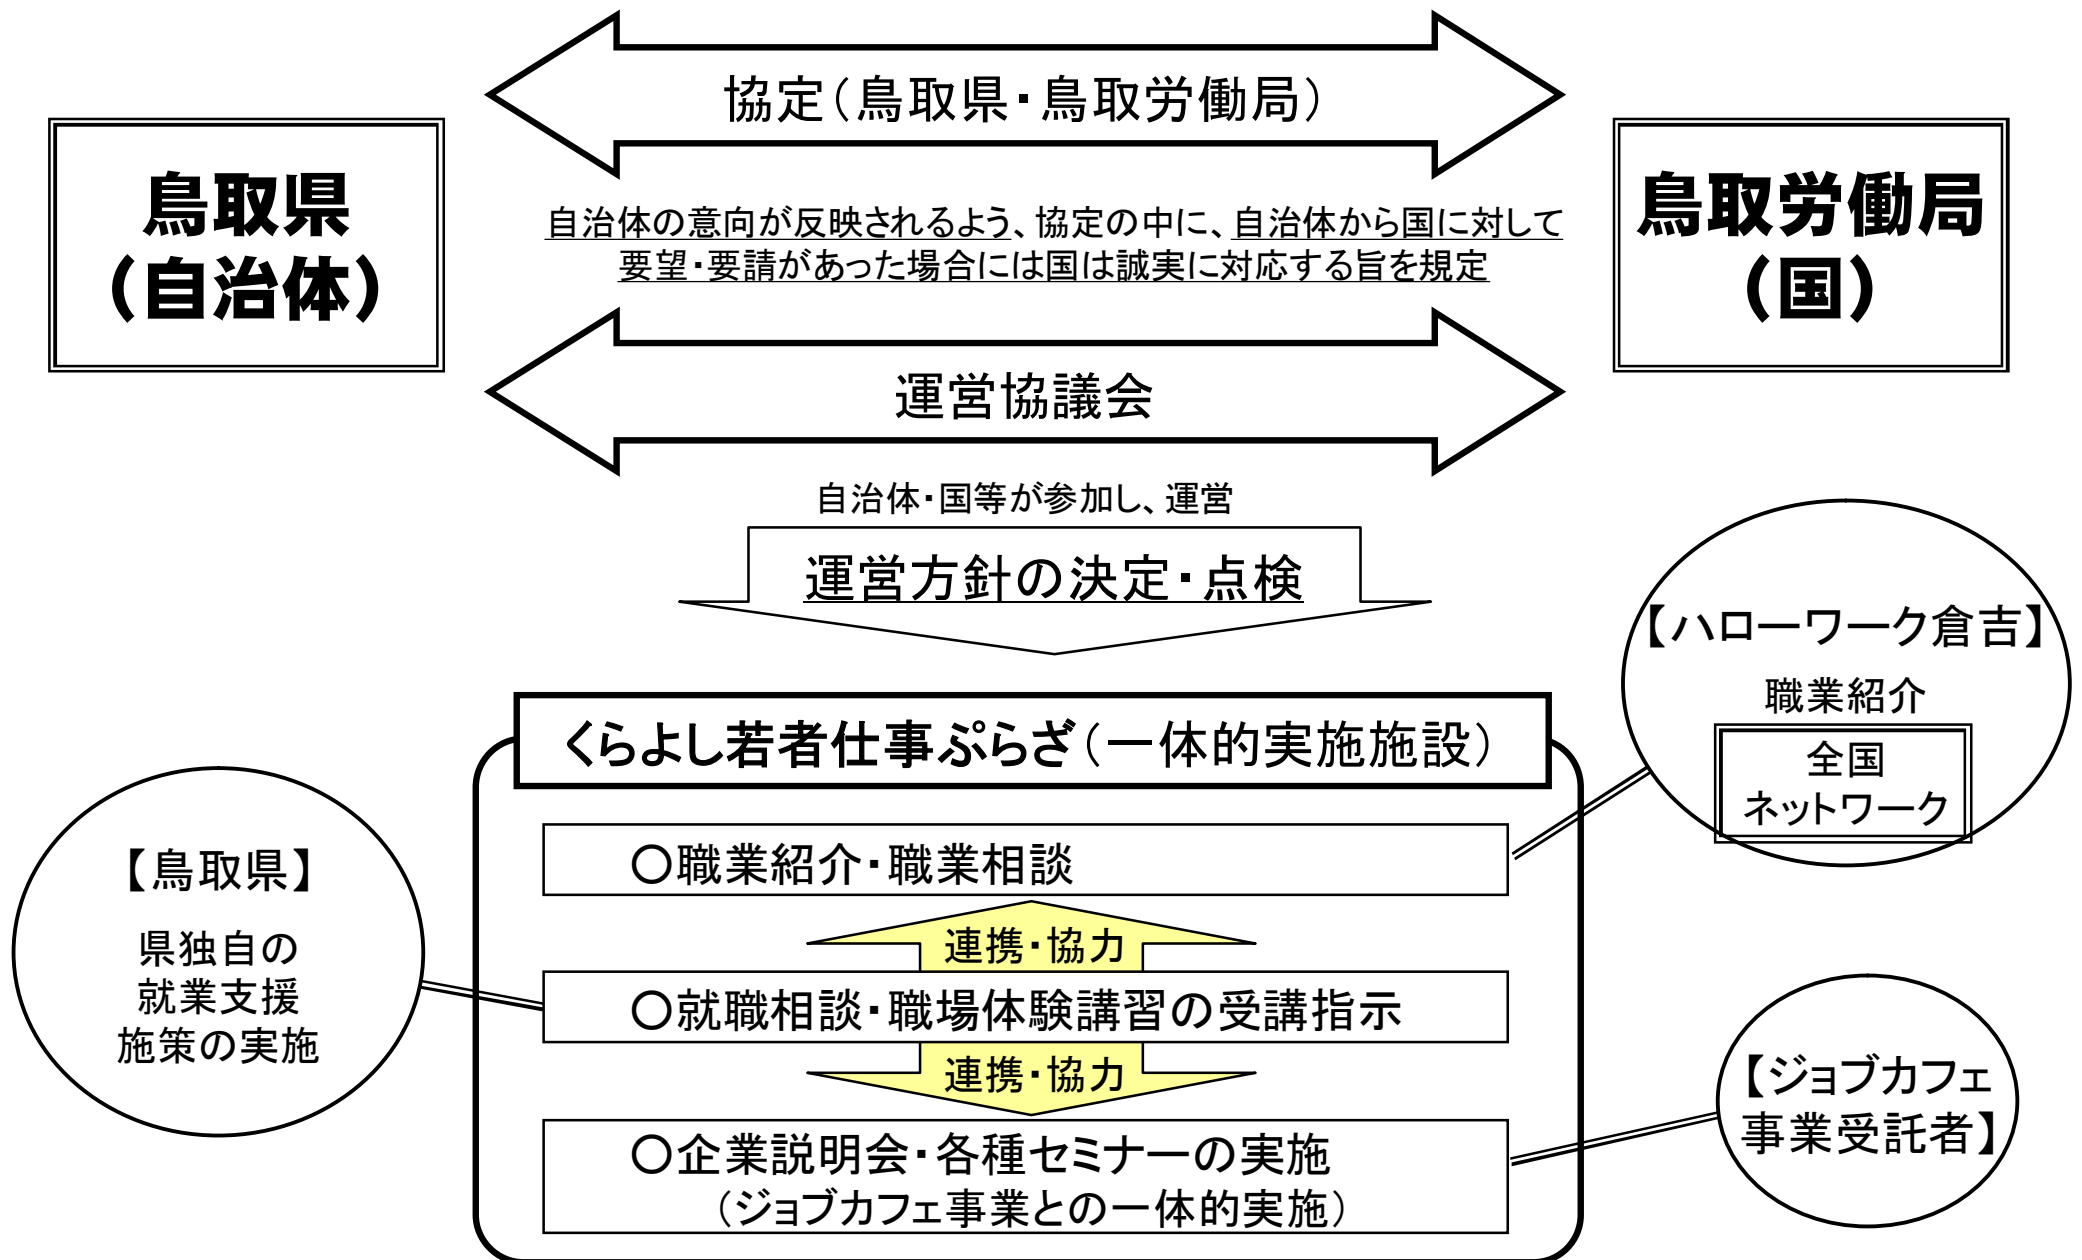 協定（鳥取県・鳥取労働局）
鳥取県
（自治体）
鳥取労働局
（国）
自治体の意向が反映されるよう、協定の中に、自治体から国に対して
要望・要請があった場合には国は誠実に対応する旨を規定
運営協議会
自治体・国等が参加し、運営
運営方針の決定・点検
【ハローワーク倉吉】
職業紹介
全国
ネットワーク
くらよし若者仕事ぷらざ（一体的実施施設）
○職業紹介・職業相談
連携・協力
【鳥取県】
県独自の
就業支援
施策の実施
○就職相談・職場体験講習の受講指示
連携・協力
【ジョブカフェ
事業受託者】
○企業説明会・各種セミナーの実施
（ジョブカフェ事業との一体的実施）